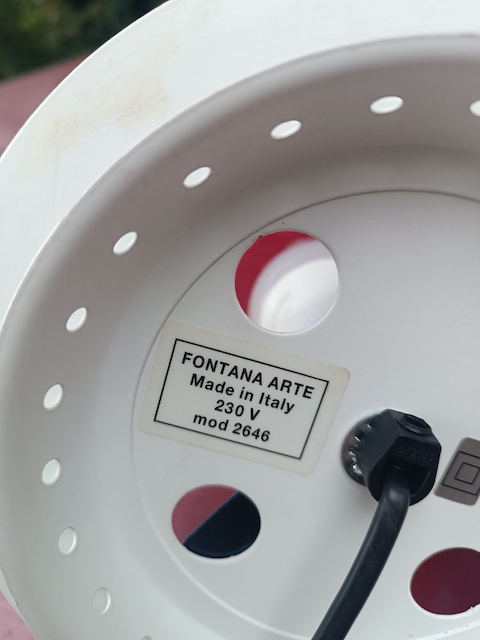 FONTANA ARTE
Made in Italy
230 V
mod 2646